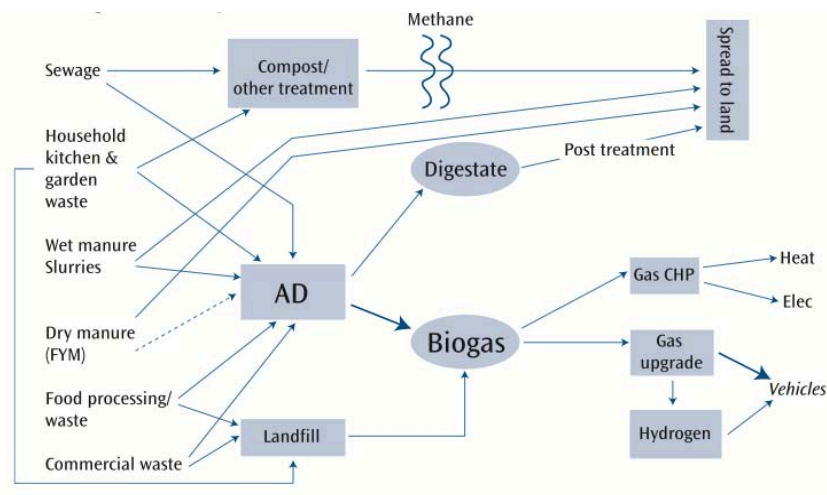 Methane
Sewage
Compost/
other treatment
Spread to land
Household
kitchen &
garden
waste
Digestate
Post treatment
Wet manure
Slurries
AD
Gas CHP
Heat
Elec
Dry manure
(FYM)
Biogas
Gas
upgrade
Vehicles
Food processing/
waste
Landfill
Hydrogen
Commercial waste